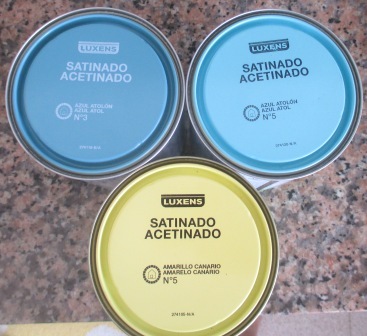 LUXENS
SATINADO
ACETINADO
AZUL ATOLÓN
AZUL ATOL
Nº3
LUXENS
SATINADO
ACETINADO
AZUL ATOLÓN
AZUL ATOL
Nº5
LUXENS
SATINADO
ACETINADO
AMARILLO CANARIO
AMARELO CANÁRIO
Nº5